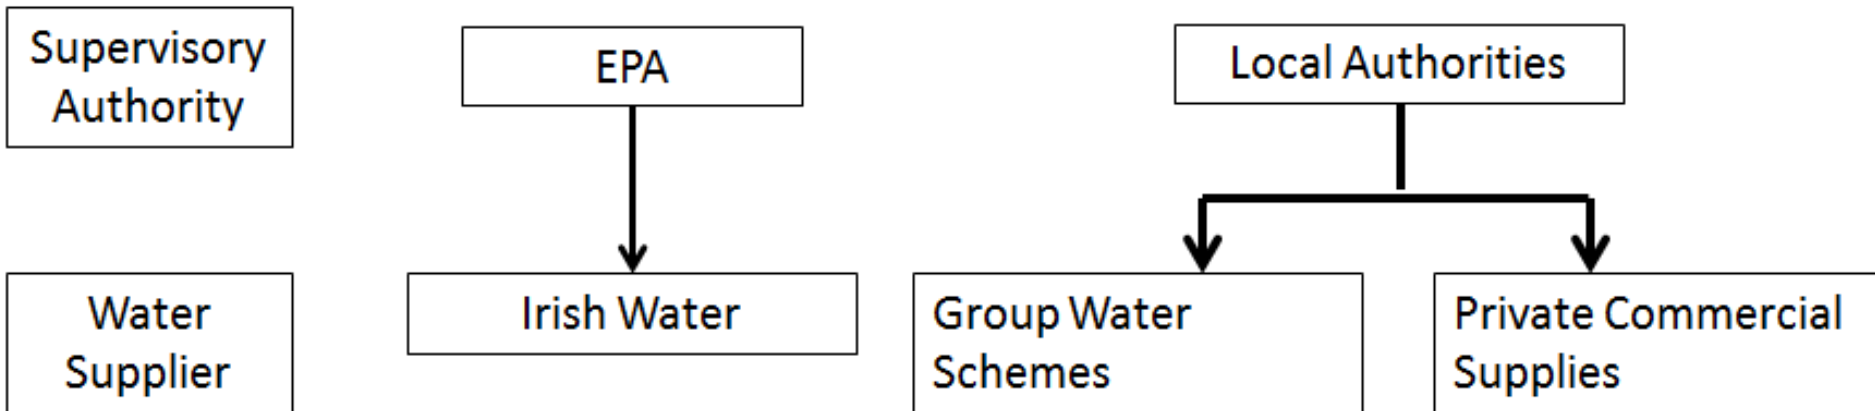 Supervisory
Authority
EPA
Local Authorities
Water
Supplier
Irish Water
Group Water
Schemes
Private Commercial
Supplies